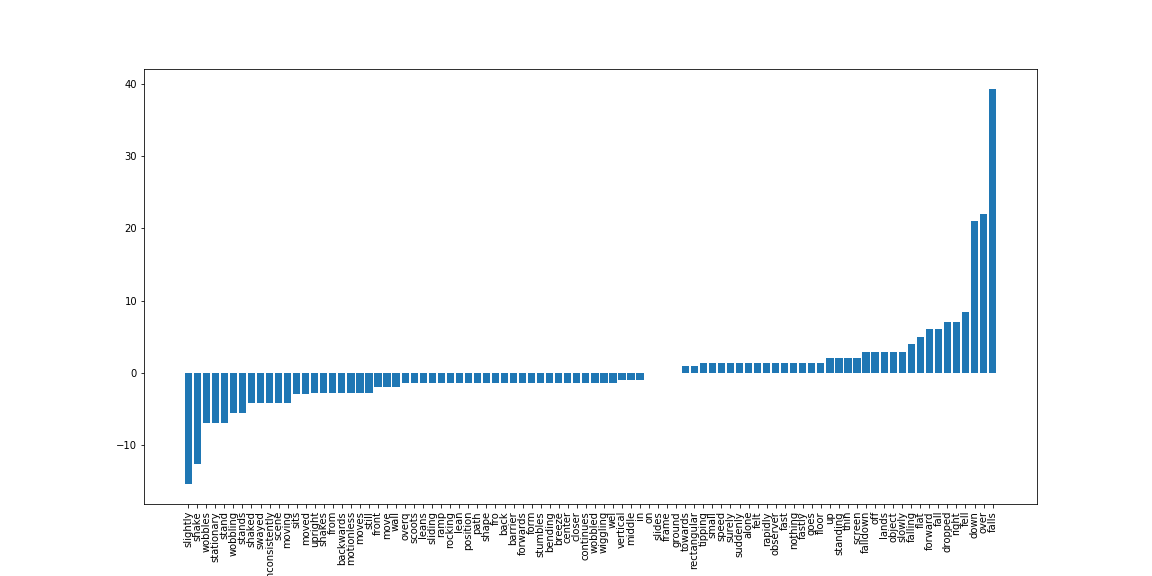 40
30
20
10
0
−10
slightly
shake
wobbles
stationary
stand
wobbling
stands
shaked
swayed
nconsistently
scene
moving
sits
moved
upright
shakes
from
backwards
motionless
moves
still
front
move
wall
overg
scoots
leans
sliding
ramp
rocking
lean
position
path
shape
fro
back
barrier
forwards
form
stumbles
bending
breeze
center
closer
continues
wobbled
wiggling
wel
vertical
middle
in
on
slides
frame
ground
towards
rectangular
tipping
small
speed
surely
suddenly
alone
felt
rapidly
observer
fast
nothing
fastly
goes
floor
up
standing
thin
screen
falldown
off
lands
object
slowly
falling
flat
forward
fall
dropped
right
fell
down
over
falls